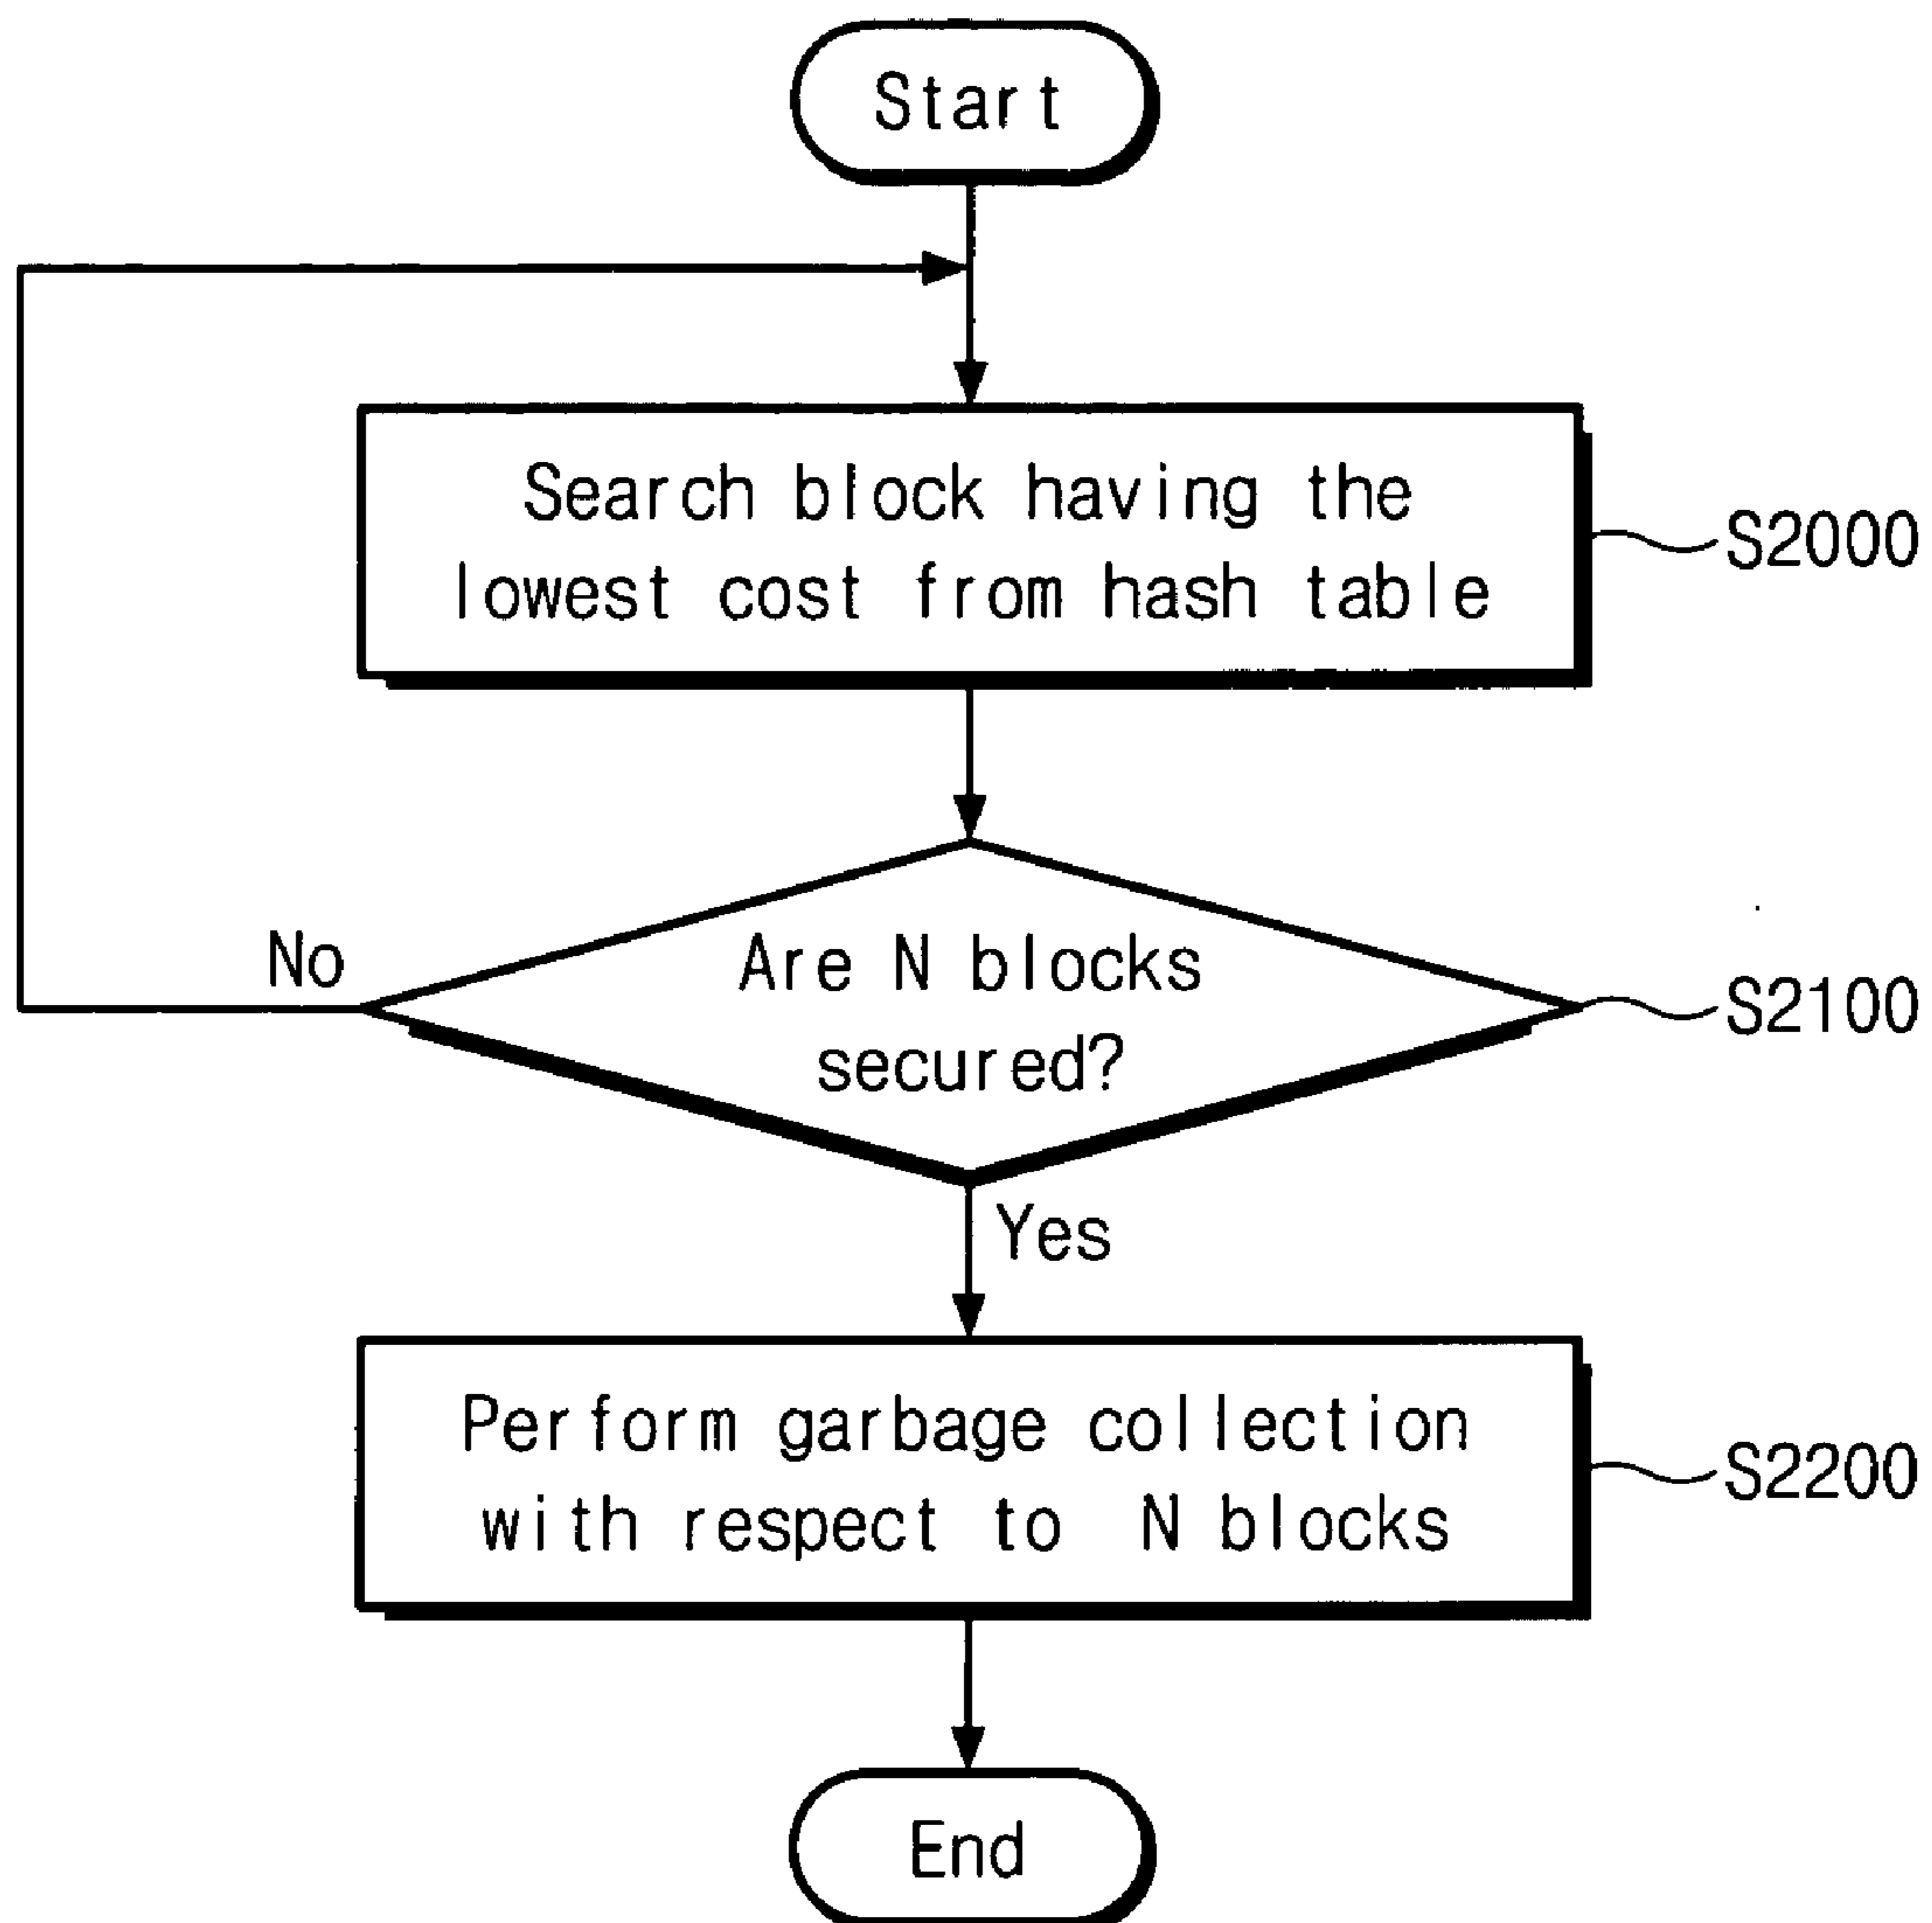 Start
Search block having the
lowest cost from hash table
S2000
No
Are N blocks
secured?
S2100
Yes
Perform garbage collection
with respect to N blocks
S2200
End